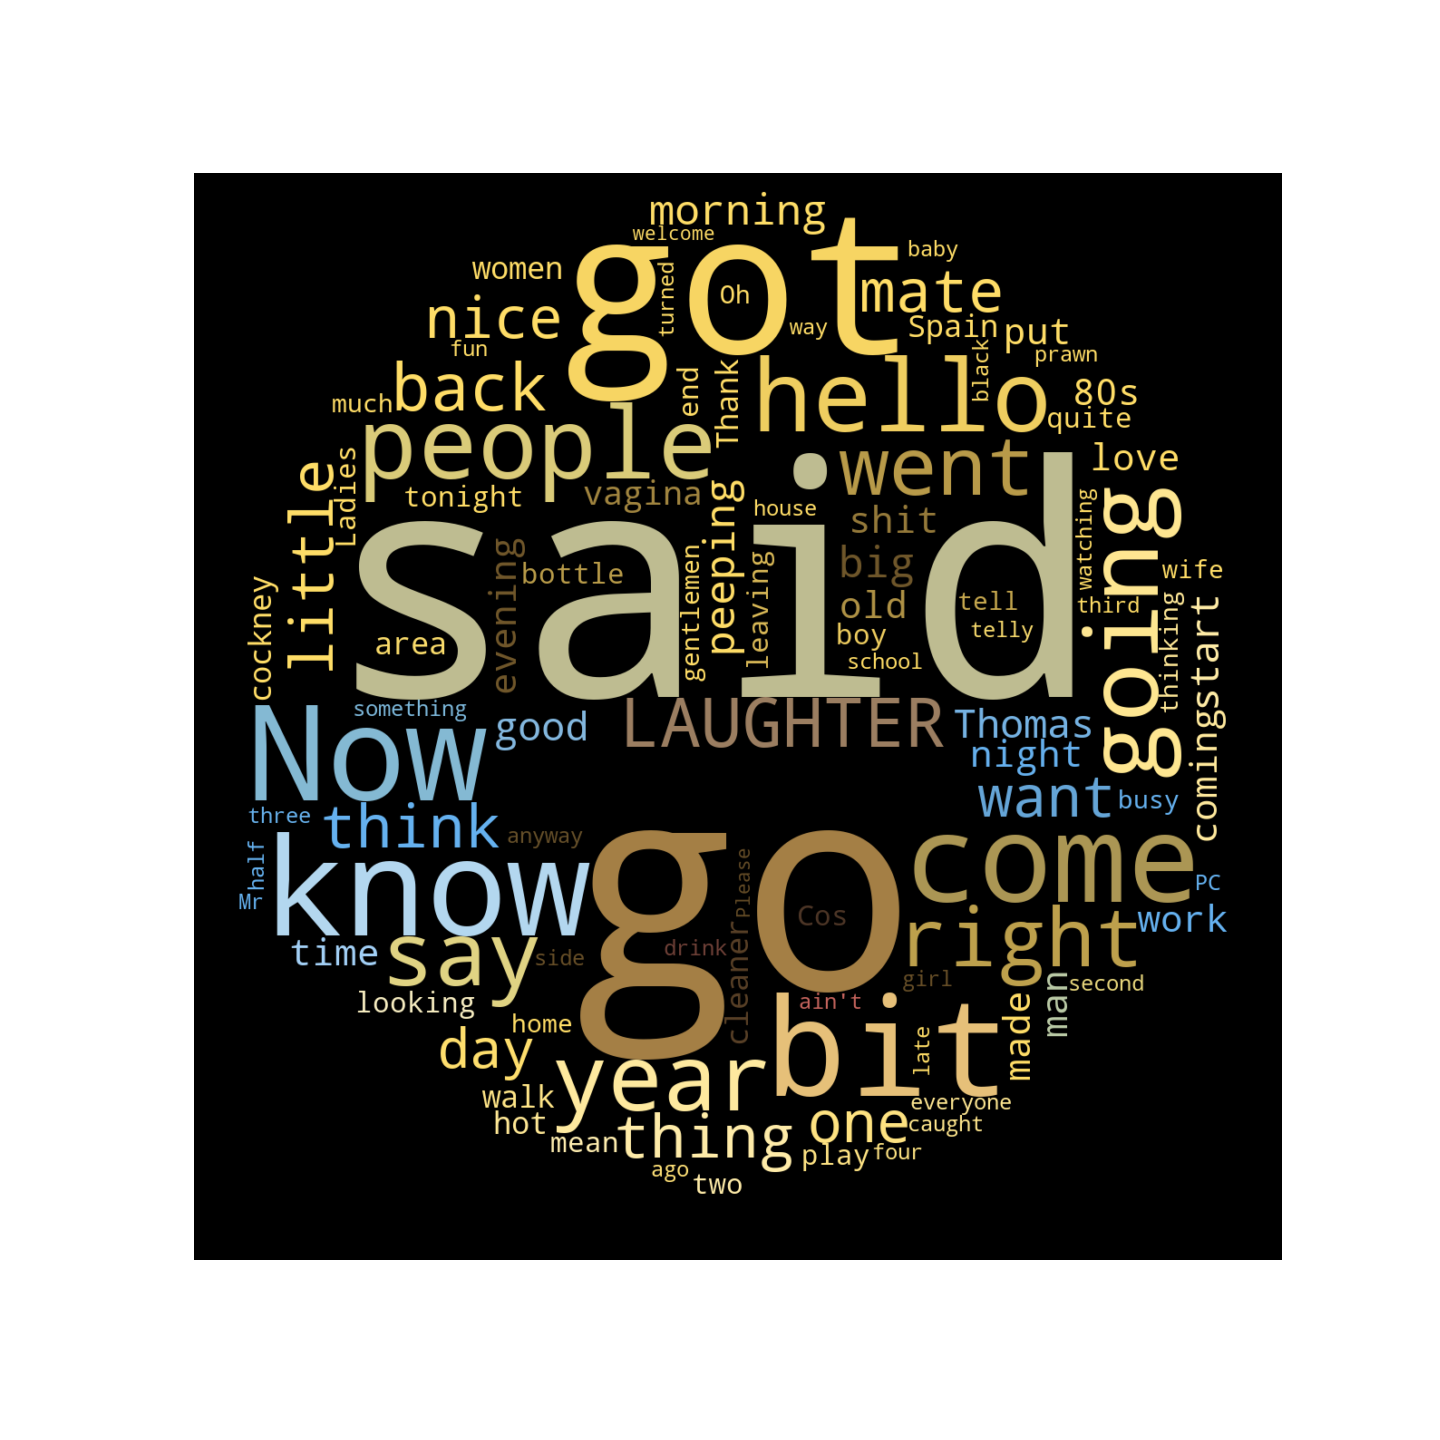 morning
welcome
got
baby
women
turned
Oh
mate
nice
way
Spain
put
fun
black
prawn
back
end
Thank
hello
80s
much
people
quite
little
Ladies
tonight
vagina
peeping
house
went
love
said
shit
watching
going
cockney
evening
bottle
gentlemen
leaving
big
wife
area
old
tell
third
thinking
start
boy
telly
school
something
Now
good
LAUGHTER
Thomas
night
coming
three
think
anyway
want
busy
half
Mr
know
go
Please
Cos
come
PC
time
say
side
drink
cleaner
right
work
girl
man
second
looking
ain't
home
bit
late
made
day
year
walk
everyone
hot
mean
thing
one
caught
play
four
ago
two